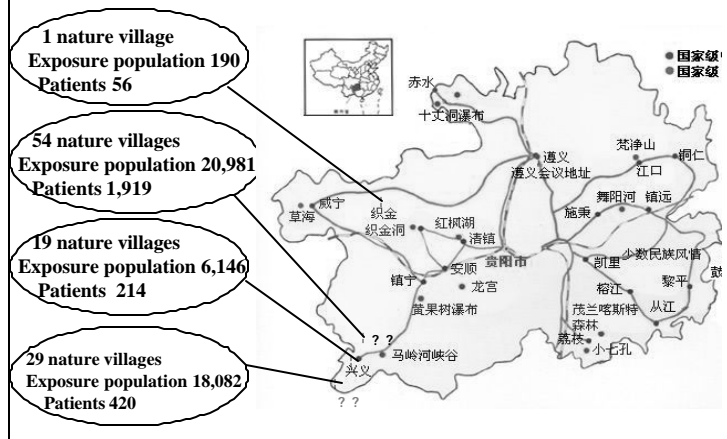 1 nature village
Exposure population 190
Patients 56
54 nature villages
Exposure population 20,981
Patients 1,919
19 nature villages
Exposure population 6,146
Patients 214
29 nature villages
Exposure population 18,082
Patients 420
国家级
国家级
赤水
十丈洞瀑布
遵义
遵义会议地址
梵净山
铜仁
江口
舞阳河
镇远
施秉
威宁
草海
织金
织金洞
红枫湖
清镇
贵阳市
凯里
少数民族风情
安顺
镇宁
龙宫
黄果树瀑布
榕江
黎平
从江
茂兰喀斯特
森林
荔枝
小七孔
? ?
兴义
马岭河峡谷
? ?